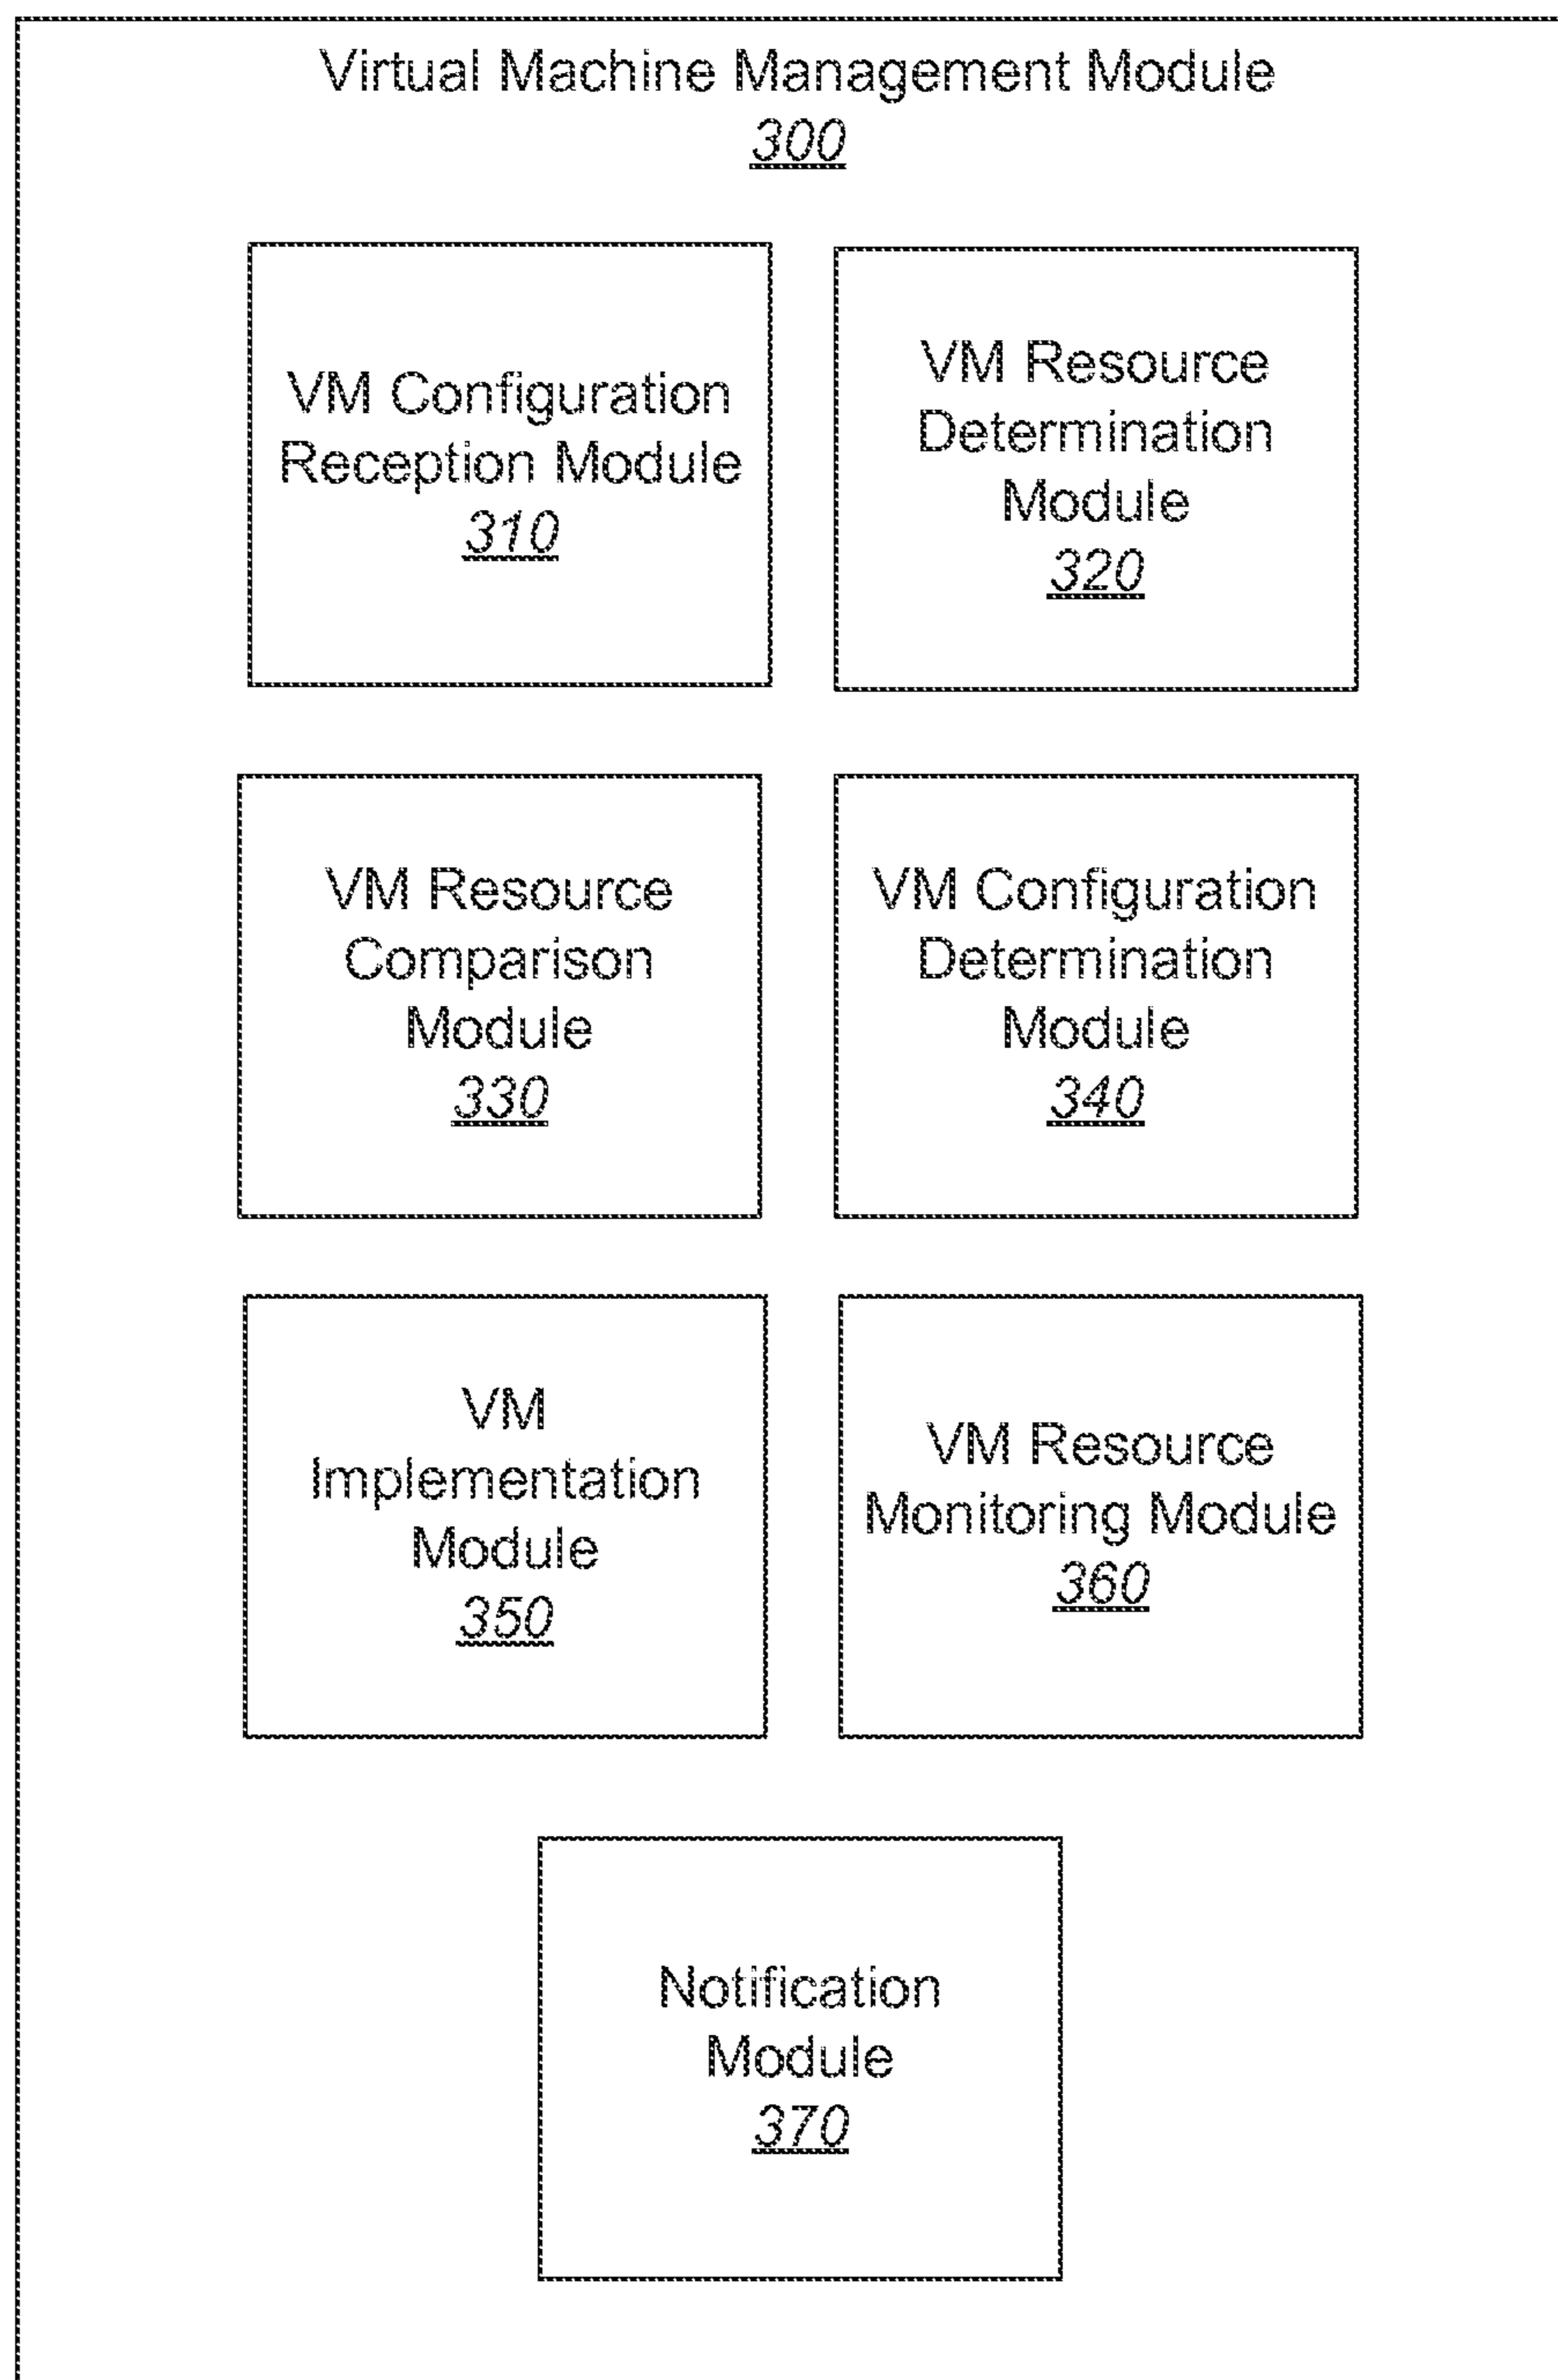 Virtual Machine Management Module
300
VM Configuration
Reception Module
310
VM Resource
Determination
Module
320
VM Resource
Comparison
Module
330
VM Configuration
Determination
Module
340
VM
Implementation
Module
350
VM Resource
Monitoring Module
360
Notification
Module
370